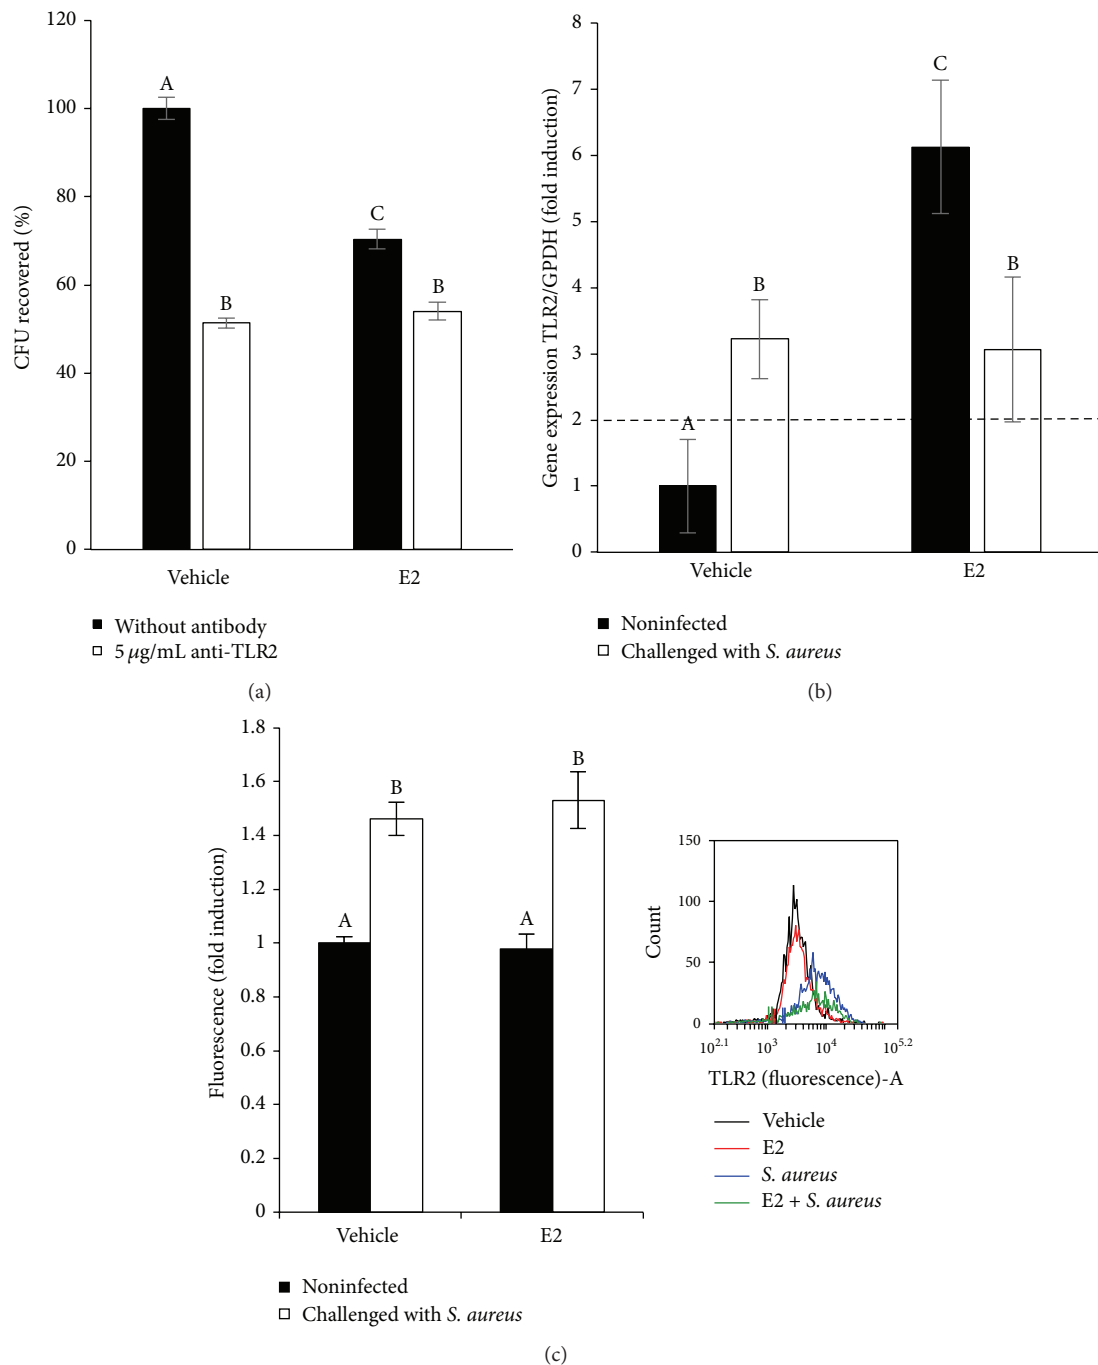 120
100
80
60
40
20
0
CFU recovered (%)
A
B
C
B
Vehicle
E2
Without antibody
5 μg/mL anti-TLR2
(a)
8
7
6
5
4
3
2
1
0
Gene expression TLR2/GPDH (fold induction)
A
B
C
B
Vehicle
E2
Noninfected
Challenged with S. aureus
(b)
1.8
1.6
1.4
1.2
1
0.8
0.6
0.4
0.2
0
Fluorescence (fold induction)
A
B
A
B
Vehicle
E2
Noninfected
Challenged with S. aureus
150
100
50
0
Count
10^2.1 10^3 10^4 10^5.2
TLR2 (fluorescence)-A
Vehicle
E2
S. aureus
E2 + S. aureus
(c)